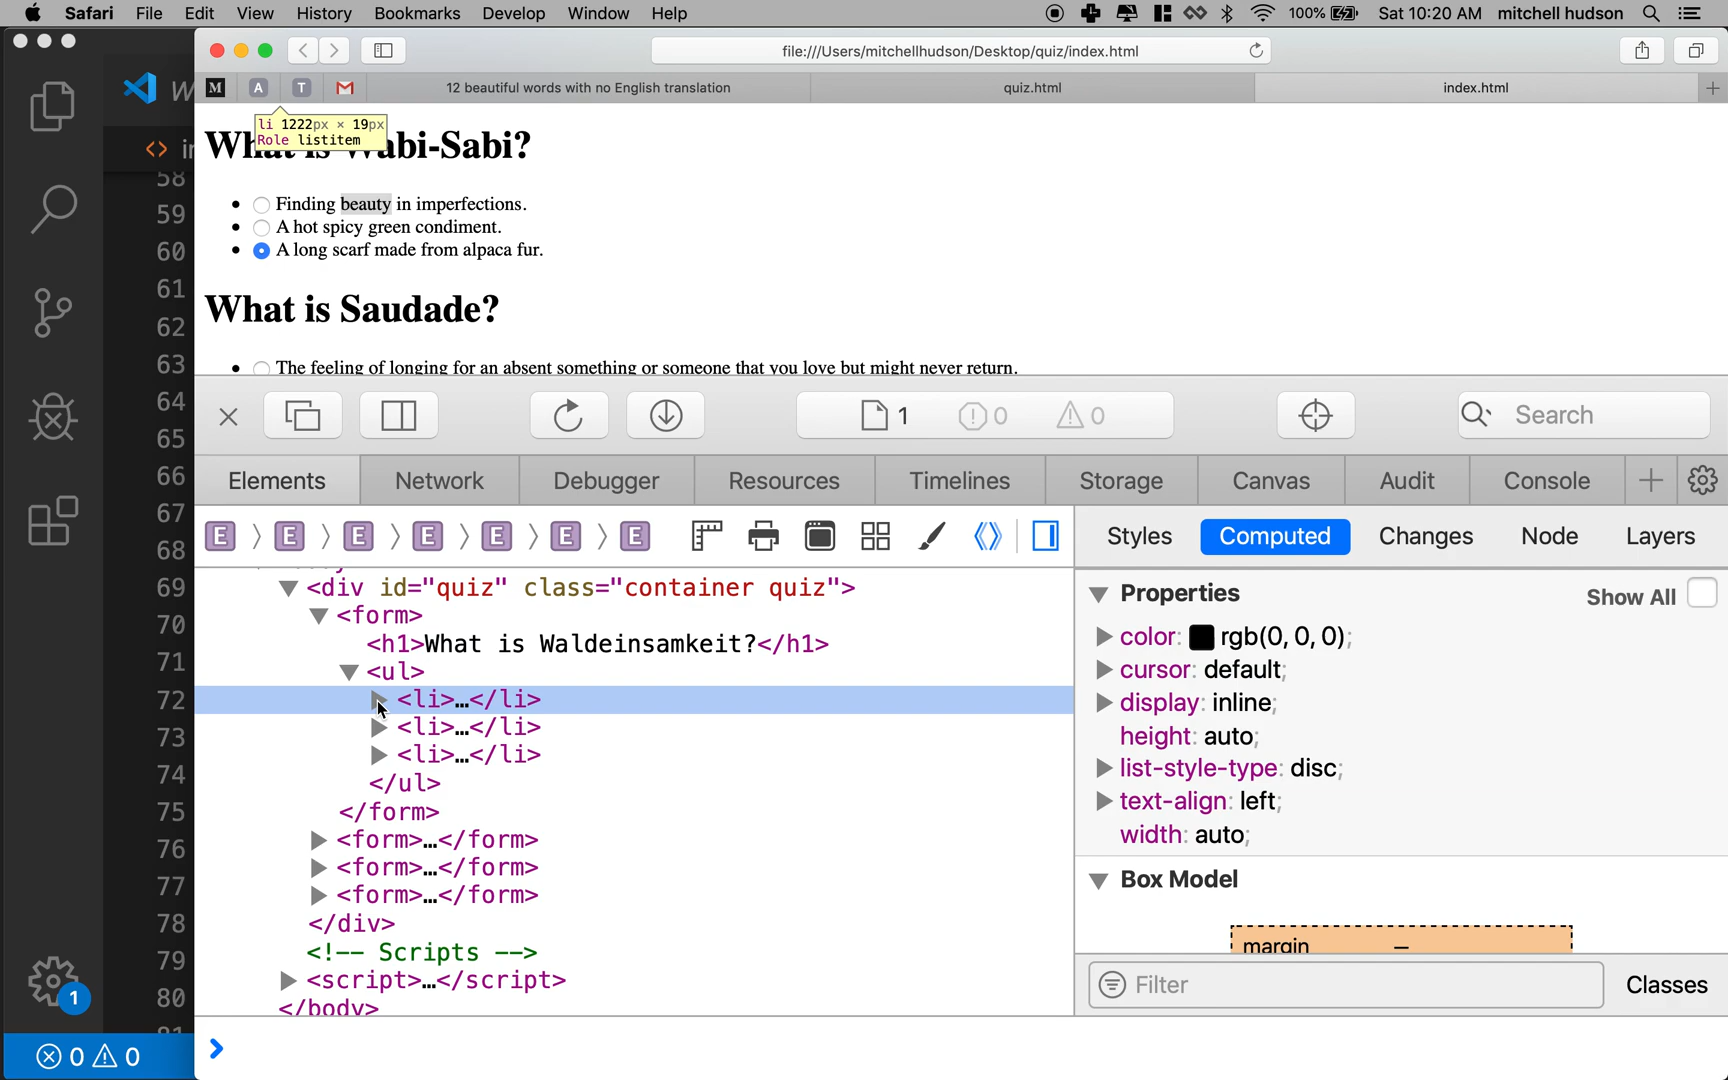 Safari File Edit View History Bookmarks Develop Window Help 100% Sat 10:20 AM mitchell hudson
file:///Users/mitchellhudson/Desktop/quiz/index.html
M A T M 12 beautiful words with no English translation quiz.html index.html
li 1222px × 19px
Role listitem
What is Wabi-Sabi?
Finding beauty in imperfections.
A hot spicy green condiment.
A long scarf made from alpaca fur.
What is Saudade?
The feeling of longing for an absent something or someone that you love but might never return.
58
59
60
61
62
63
64
65
66
67
68
69
70
71
72
73
74
75
76
77
78
79
80
81
1 0 0 Search
Elements Network Debugger Resources Timelines Storage Canvas Audit Console
E E E E E E E
Styles Computed Changes Node Layers
<div id="quiz" class="container quiz">
<form>
<h1>What is Waldeinsamkeit?</h1>
<ul>
<li>…</li>
<li>…</li>
<li>…</li>
</ul>
</form>
<form>…</form>
<form>…</form>
<form>…</form>
</div>
<!-- Scripts -->
<script>…</script>
</body>
Properties Show All
color: rgb(0, 0, 0);
cursor: default;
display: inline;
height: auto;
list-style-type: disc;
text-align: left;
width: auto;
Box Model
margin –
Filter Classes
1
0 0